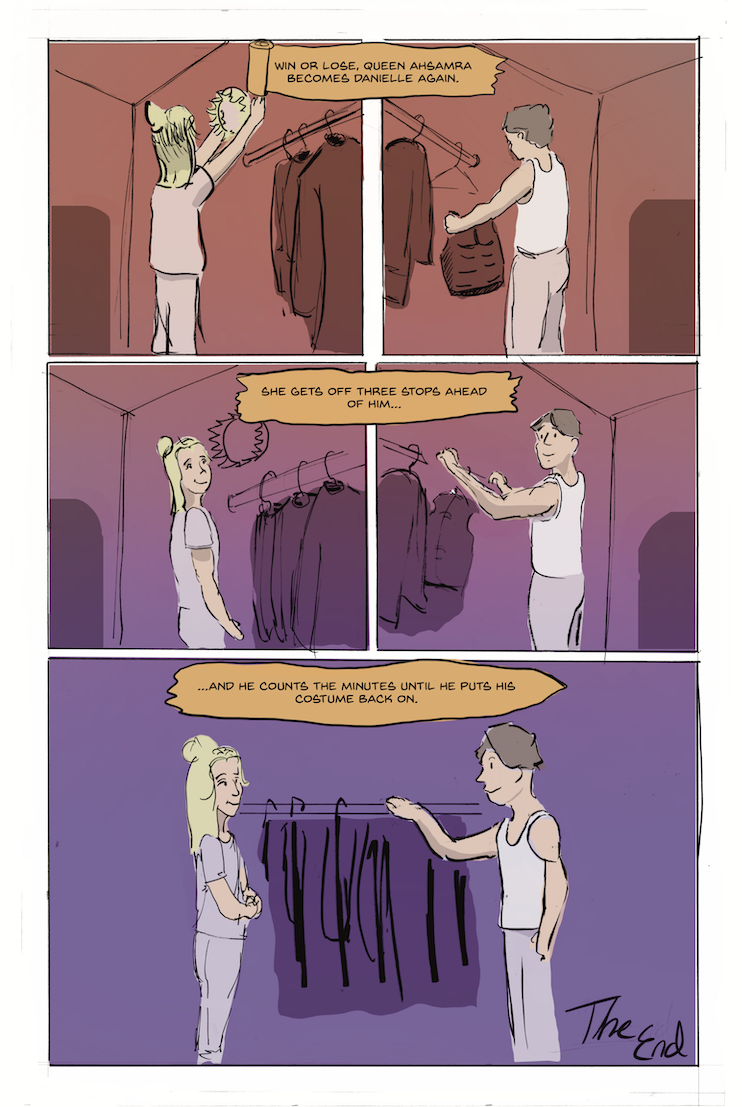 WIN OR LOSE, QUEEN AHSAMRA
BECOMES DANIELLE AGAIN.
SHE GETS OFF THREE STOPS AHEAD
OF HIM...
...AND HE COUNTS THE MINUTES UNTIL HE PUTS HIS
COSTUME BACK ON.
The
End